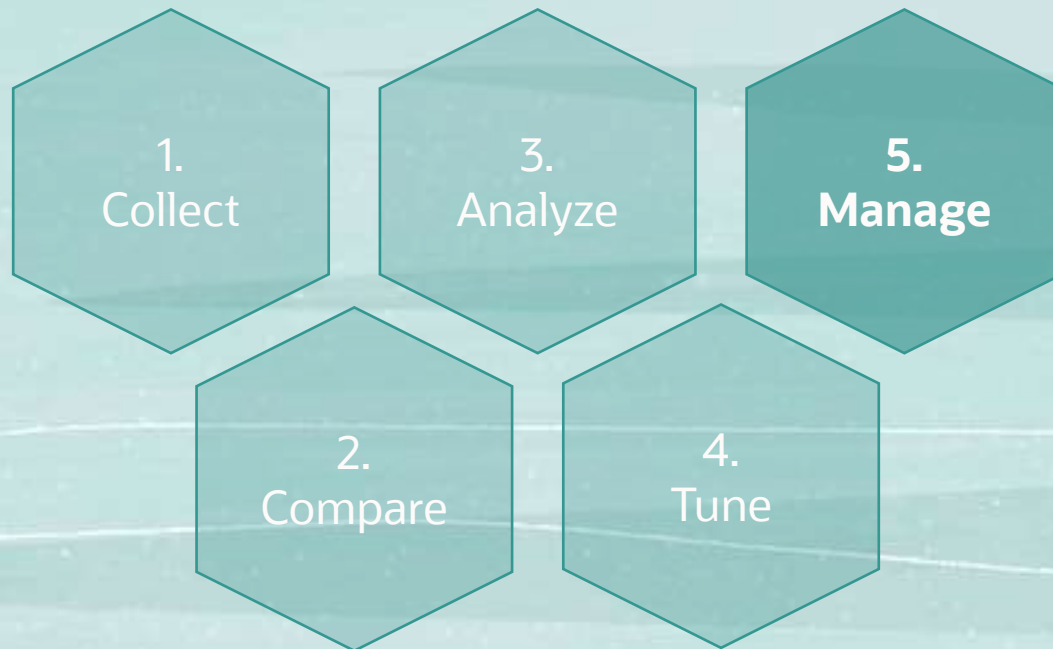 1.
Collect
2.
Compare
3.
Analyze
4.
Tune
5.
Manage